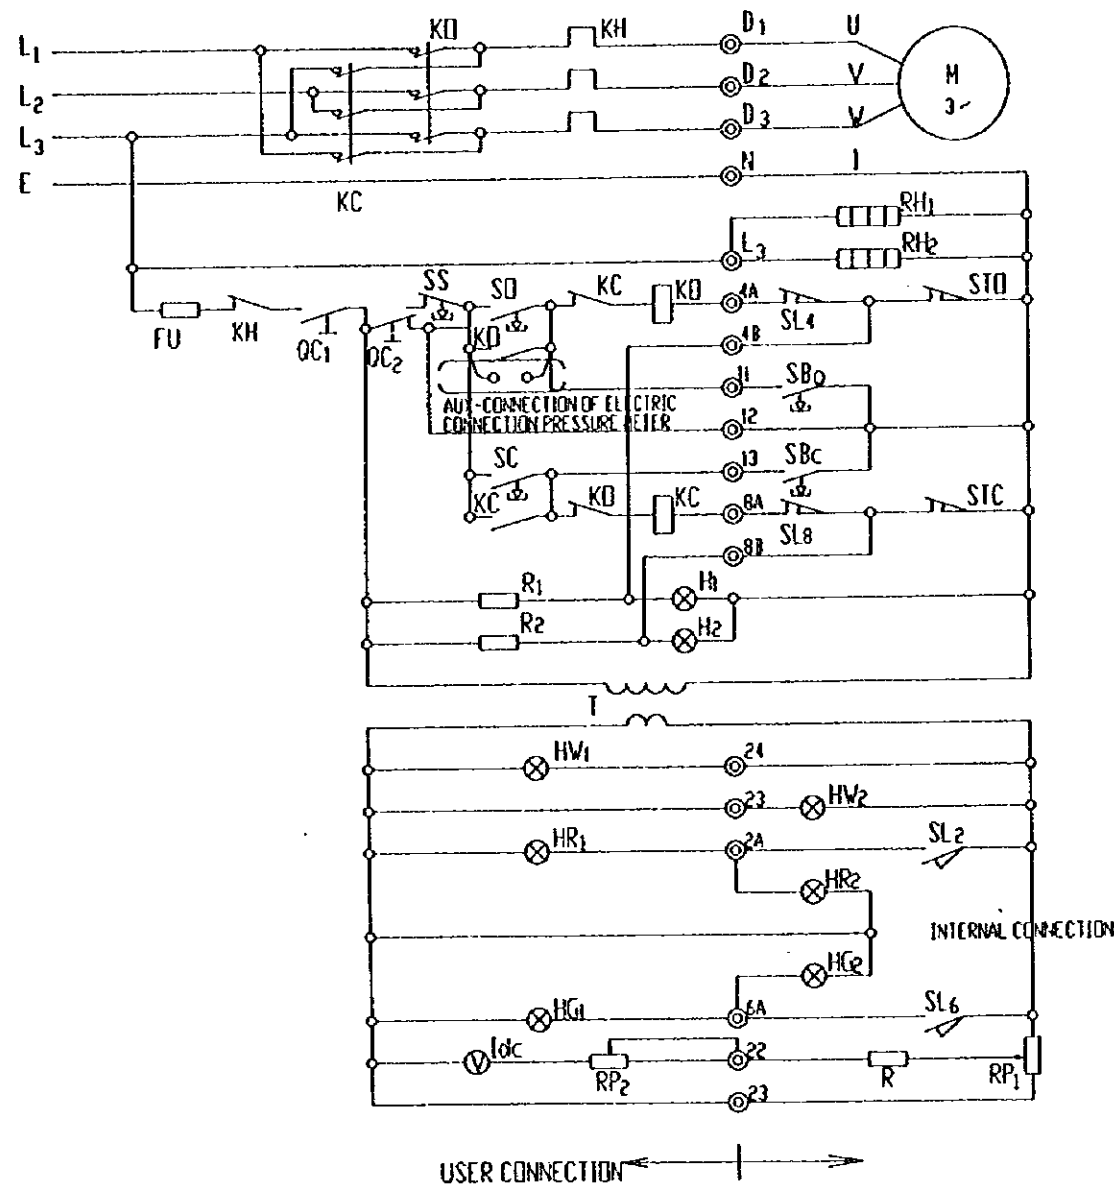 L1 KO KH D1 U
L2 D2 V M 3~
L3 D3 W
E N I
KC
RH1
L3 RH2
SS SO KC KO 1A STO
FU KH QC1 QC2 KO SL4
4B
11 SBO
AUX-CONNECTION OF ELECTRIC
CONNECTION PRESSURE METER 12
SC 13 SBC
KC KO KC 8A STC
SL8
8B
R1 H1
R2 H2
T
HW1 24
23 HW2
HR1 2A SL2
HR2
INTERNAL CONNECTION
HG2
HG1 6A SL6
Idc 22
RP2 R RP1
23
USER CONNECTION